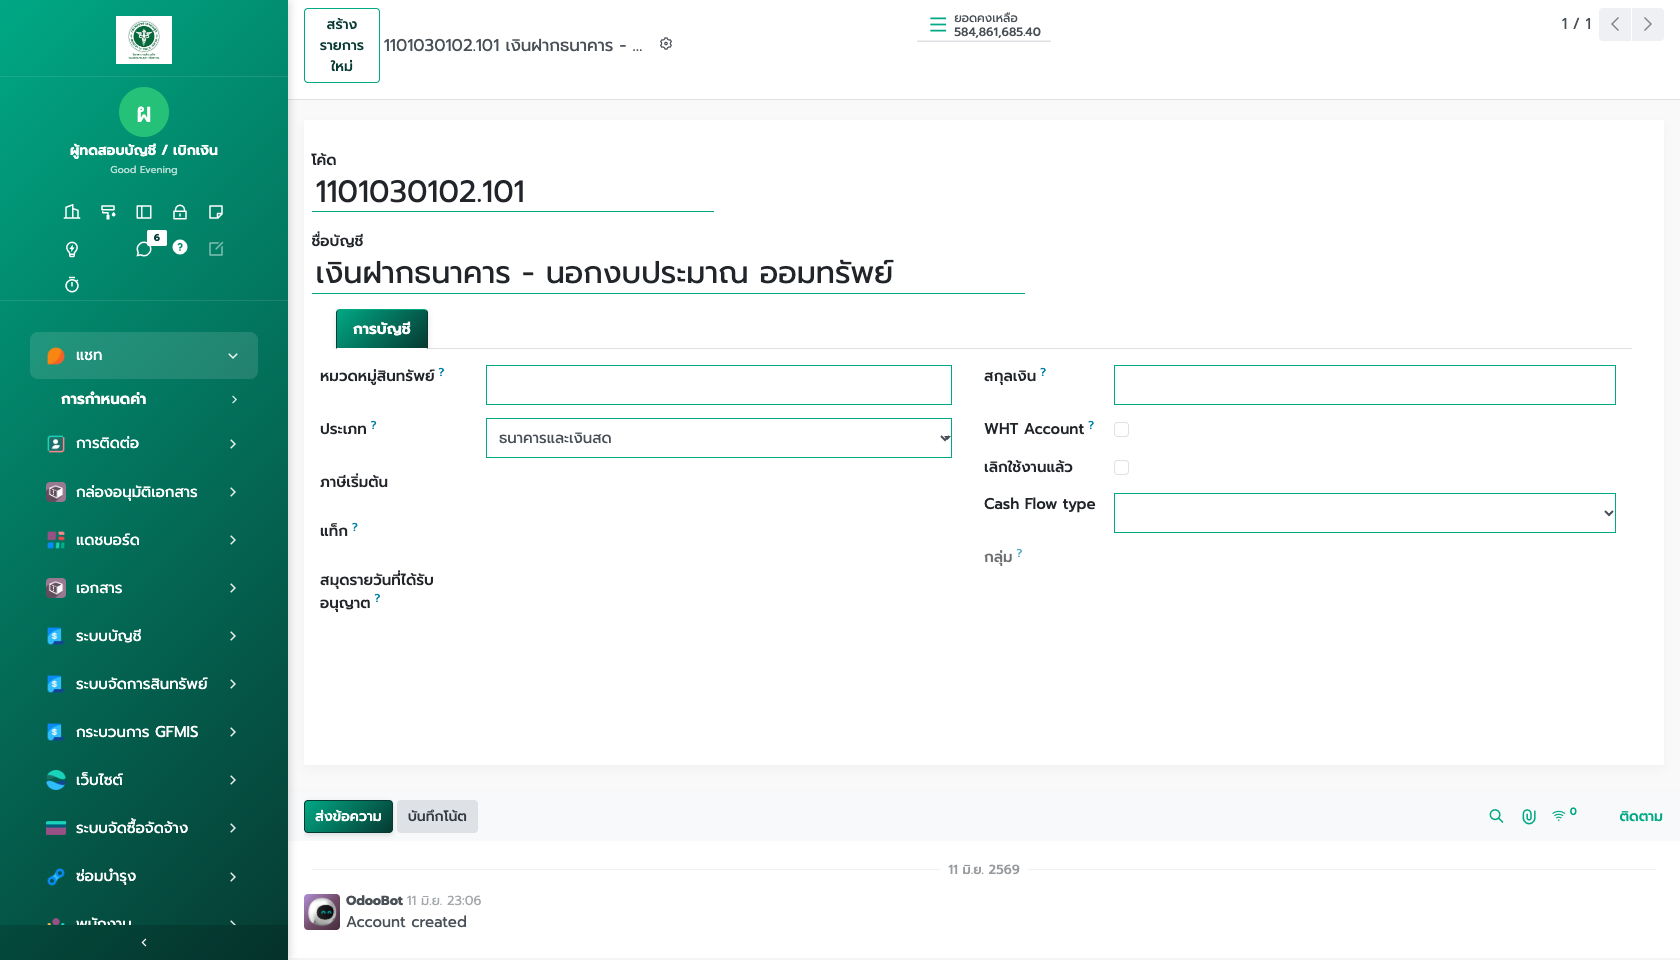 สร้าง
รายการ
ใหม่
1101030102.101 เงินฝากธนาคาร - ...
ยอดคงเหลือ
584,861,685.40
1 / 1
ผ
ผู้ทดสอบบัญชี / เบิกเงิน
Good Evening
6
?
แชท
การกำหนดค่า
การติดต่อ
กล่องอนุมัติเอกสาร
แดชบอร์ด
เอกสาร
ระบบบัญชี
ระบบจัดการสินทรัพย์
กระบวนการ GFMIS
เว็บไซต์
ระบบจัดซื้อจัดจ้าง
ซ่อมบำรุง
พนักงาน
โค้ด
1101030102.101
ชื่อบัญชี
เงินฝากธนาคาร - นอกงบประมาณ ออมทรัพย์
การบัญชี
หมวดหมู่สินทรัพย์ ?
ประเภท ?
ธนาคารและเงินสด
ภาษีเริ่มต้น
แท็ก ?
สมุดรายวันที่ได้รับ
อนุญาต ?
สกุลเงิน ?
WHT Account ?
เลิกใช้งานแล้ว
Cash Flow type
กลุ่ม ?
ส่งข้อความ
บันทึกโน้ต
0
ติดตาม
11 มิ.ย. 2569
OdooBot 11 มิ.ย. 23:06
Account created